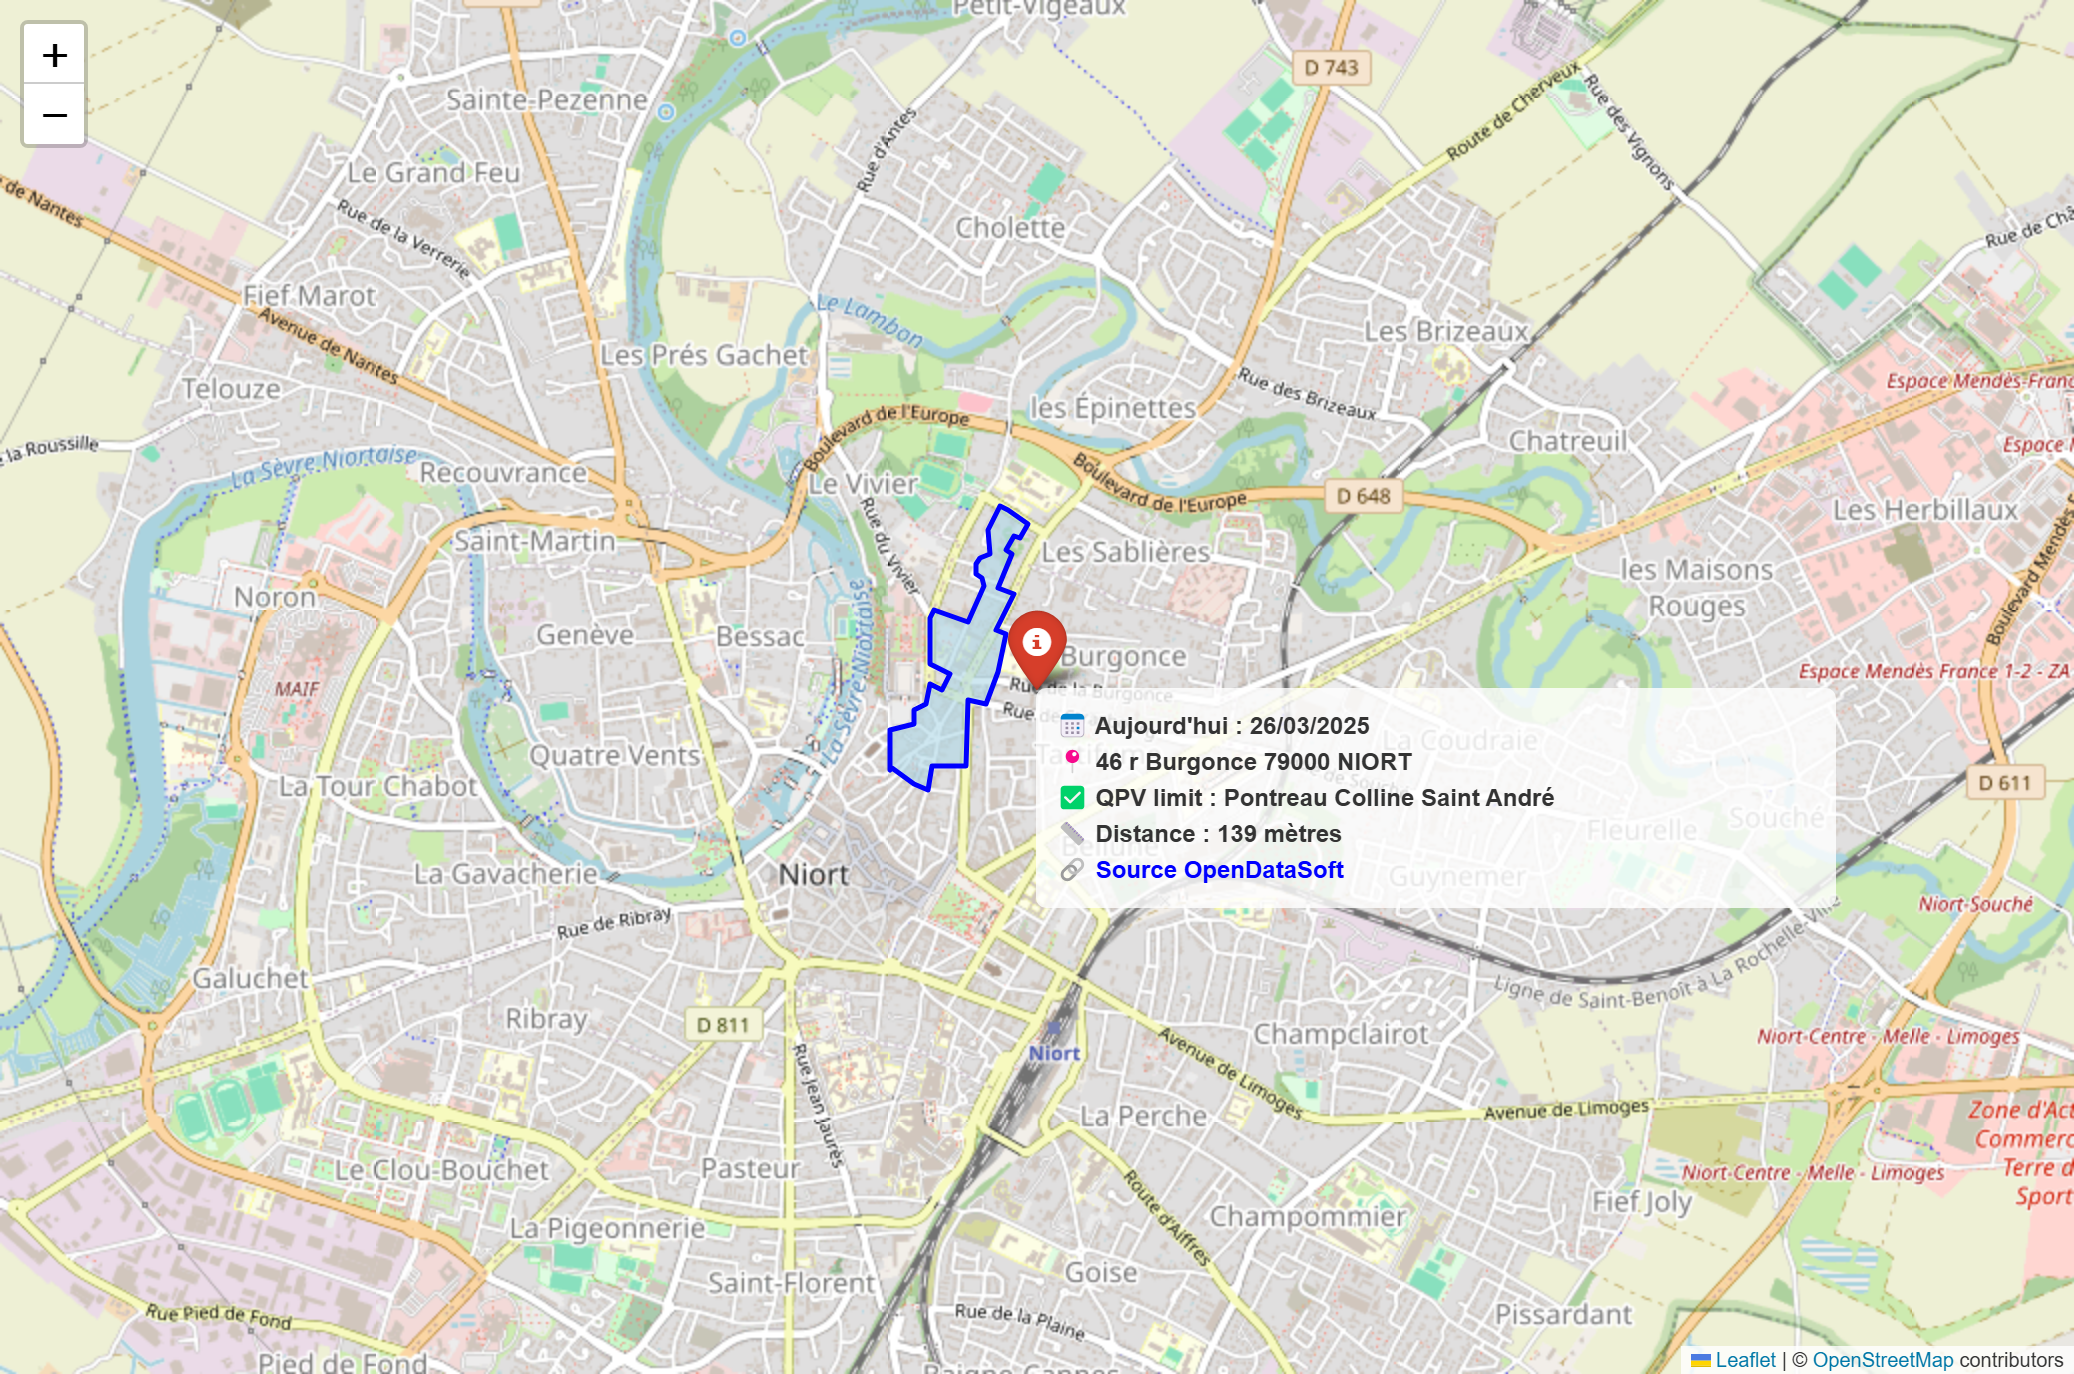 +
−
Petit-Vigeaux
D 743
Sainte-Pezenne
Rue d'Antes
Route de Cherveux
Rue des Vignons
Le Grand Feu
de Nantes
Rue de la Verrerie
Cholette
Rue de Châ
Fief Marot
Le Lambon
Avenue de Nantes
Les Prés Gachet
Les Brizeaux
Telouze
Rue des Brizeaux
Espace Mendès-Franc
les Épinettes
Boulevard de l'Europe
la Roussille
La Sèvre Niortaise
Recouvrance
Le Vivier
Boulevard de l'Europe
D 648
Chatreuil
Les Herbillaux
Saint-Martin
Rue du Vivier
Les Sablières
les Maisons
Rouges
Noron
Genève
Bessac
La Sèvre Niortaise
La Sèvre Niortaise
Burgonce
Rue de la Burgonce
Espace Mendès France 1-2 - ZA
MAIF
Quatre Vents
La Tour Chabot
Aujourd'hui : 26/03/2025
46 r Burgonce 79000 NIORT
QPV limit : Pontreau Colline Saint André
Distance : 139 mètres
Source OpenDataSoft
La Coudraie
D 611
Souché
Fleurelle
Guynemer
La Gavacherie
Niort
Rue de Ribray
Niort-Souché
Galuchet
Ligne de Saint-Benoît à La Rochelle-Ville
Ribray
D 811
Champclairot
Niort-Centre - Melle - Limoges
Niort
Avenue de Limoges
Rue Jean Jaurès
La Perche
Avenue de Limoges
Zone d'Act
Commerc
Terre d
Sport
Le Clou-Bouchet
Pasteur
Niort-Centre - Melle - Limoges
Fief Joly
La Pigeonnerie
Route d'Aiffres
Champommier
Saint-Florent
Goise
Rue Pied de Fond
Rue de la Plaine
Pissardant
Pied de Fond
Leaflet | © OpenStreetMap contributors